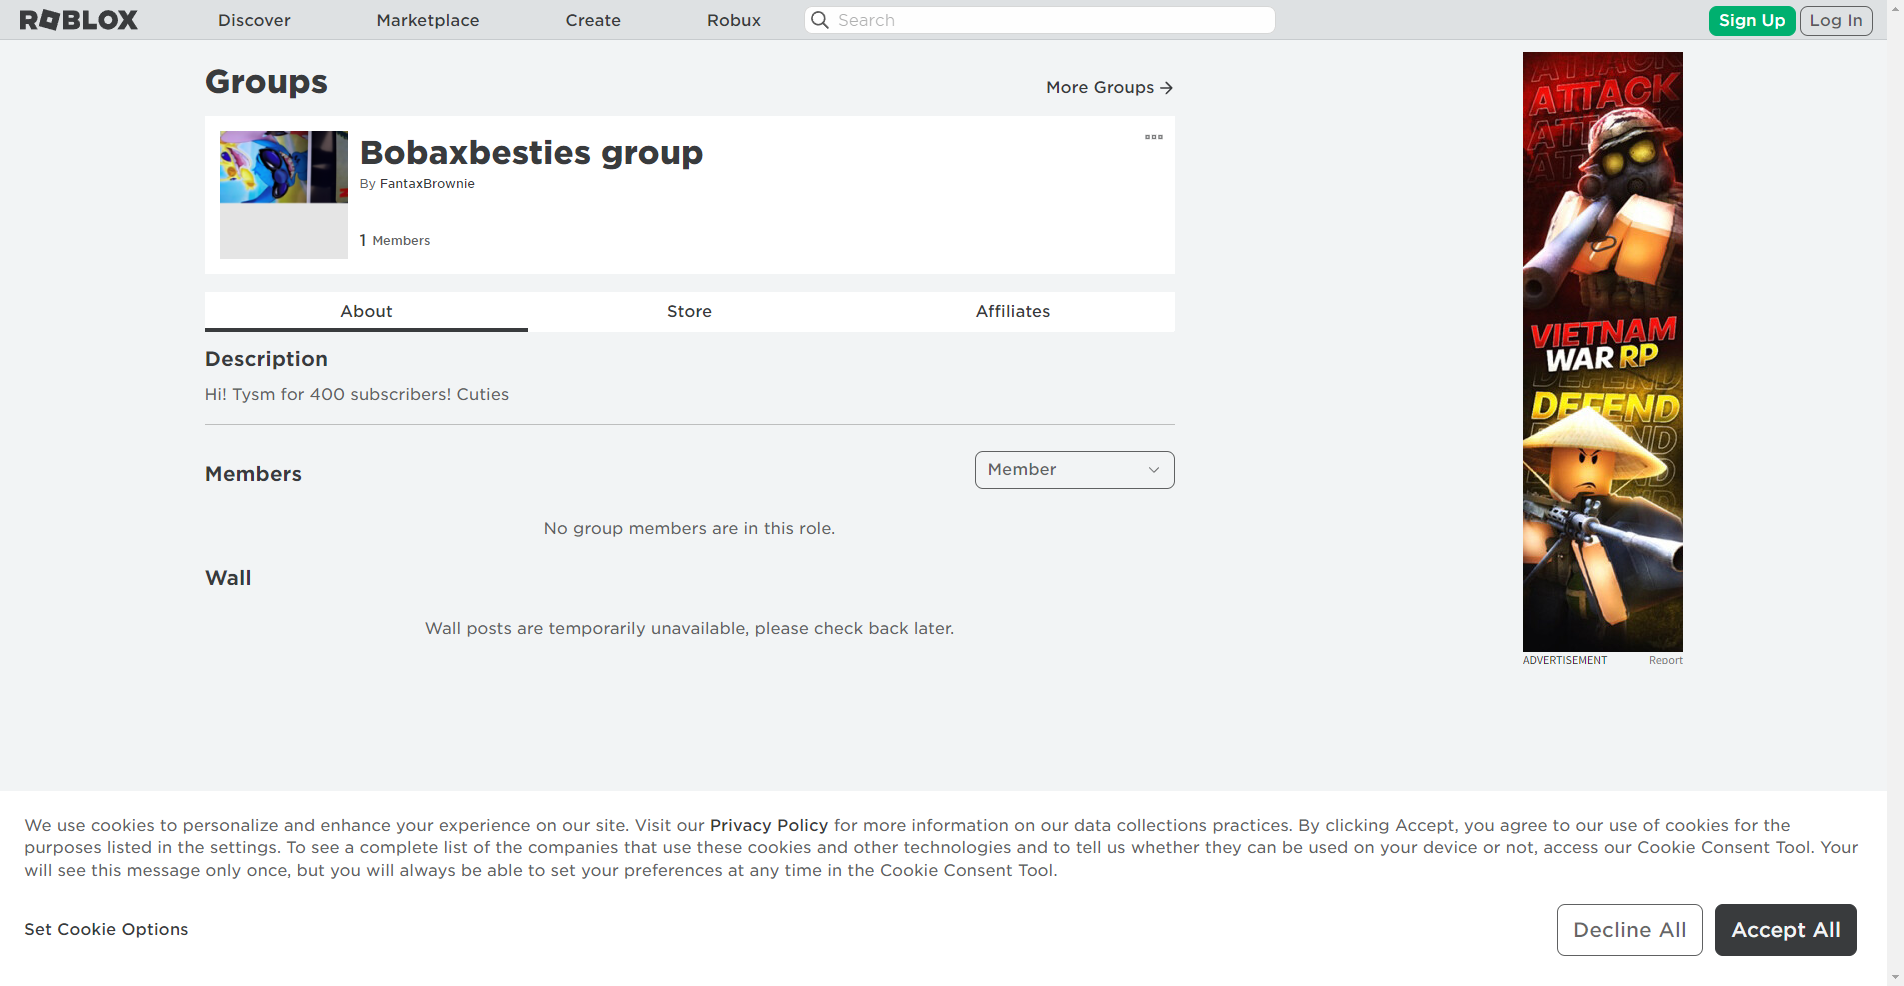 ROBLOX
Discover
Marketplace
Create
Robux
Search
Sign Up
Log In
Groups
More Groups
Bobaxbesties group
By FantaxBrownie
1 Members
About
Store
Affiliates
Description
Hi! Tysm for 400 subscribers! Cuties
Members
Member
No group members are in this role.
Wall
Wall posts are temporarily unavailable, please check back later.
ATTACK
ATTACK
ATTACK
VIETNAM
WAR RP
DEFEND
DEFEND
ADVERTISEMENT
Report
We use cookies to personalize and enhance your experience on our site. Visit our Privacy Policy for more information on our data collections practices. By clicking Accept, you agree to our use of cookies for the
purposes listed in the settings. To see a complete list of the companies that use these cookies and other technologies and to tell us whether they can be used on your device or not, access our Cookie Consent Tool. Your
will see this message only once, but you will always be able to set your preferences at any time in the Cookie Consent Tool.
Set Cookie Options
Decline All
Accept All